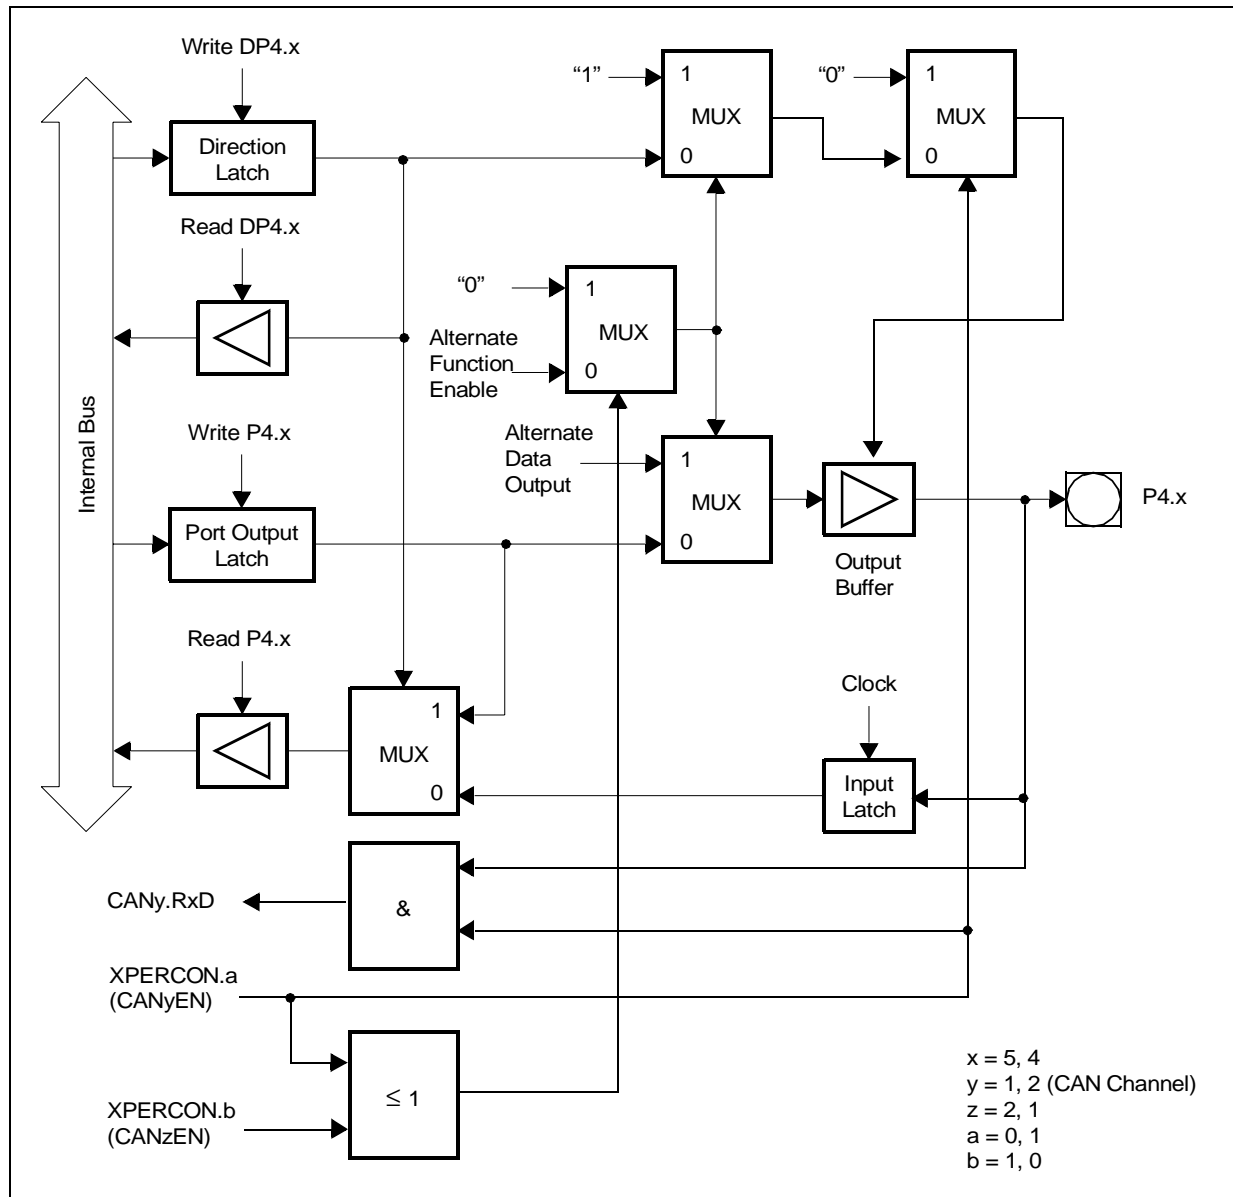 Write DP4.x
“1”
1
MUX
0
“0”
1
MUX
0
Direction
Latch
Read DP4.x
“0”
1
MUX
0
Alternate
Function
Enable
Internal Bus
Write P4.x
Alternate
Data
Output
1
MUX
0
P4.x
Port Output
Latch
Output
Buffer
Read P4.x
Clock
1
MUX
0
Input
Latch
CANy.RxD
&
XPERCON.a
(CANyEN)
≤ 1
XPERCON.b
(CANzEN)
x = 5, 4
y = 1, 2 (CAN Channel)
z = 2, 1
a = 0, 1
b = 1, 0